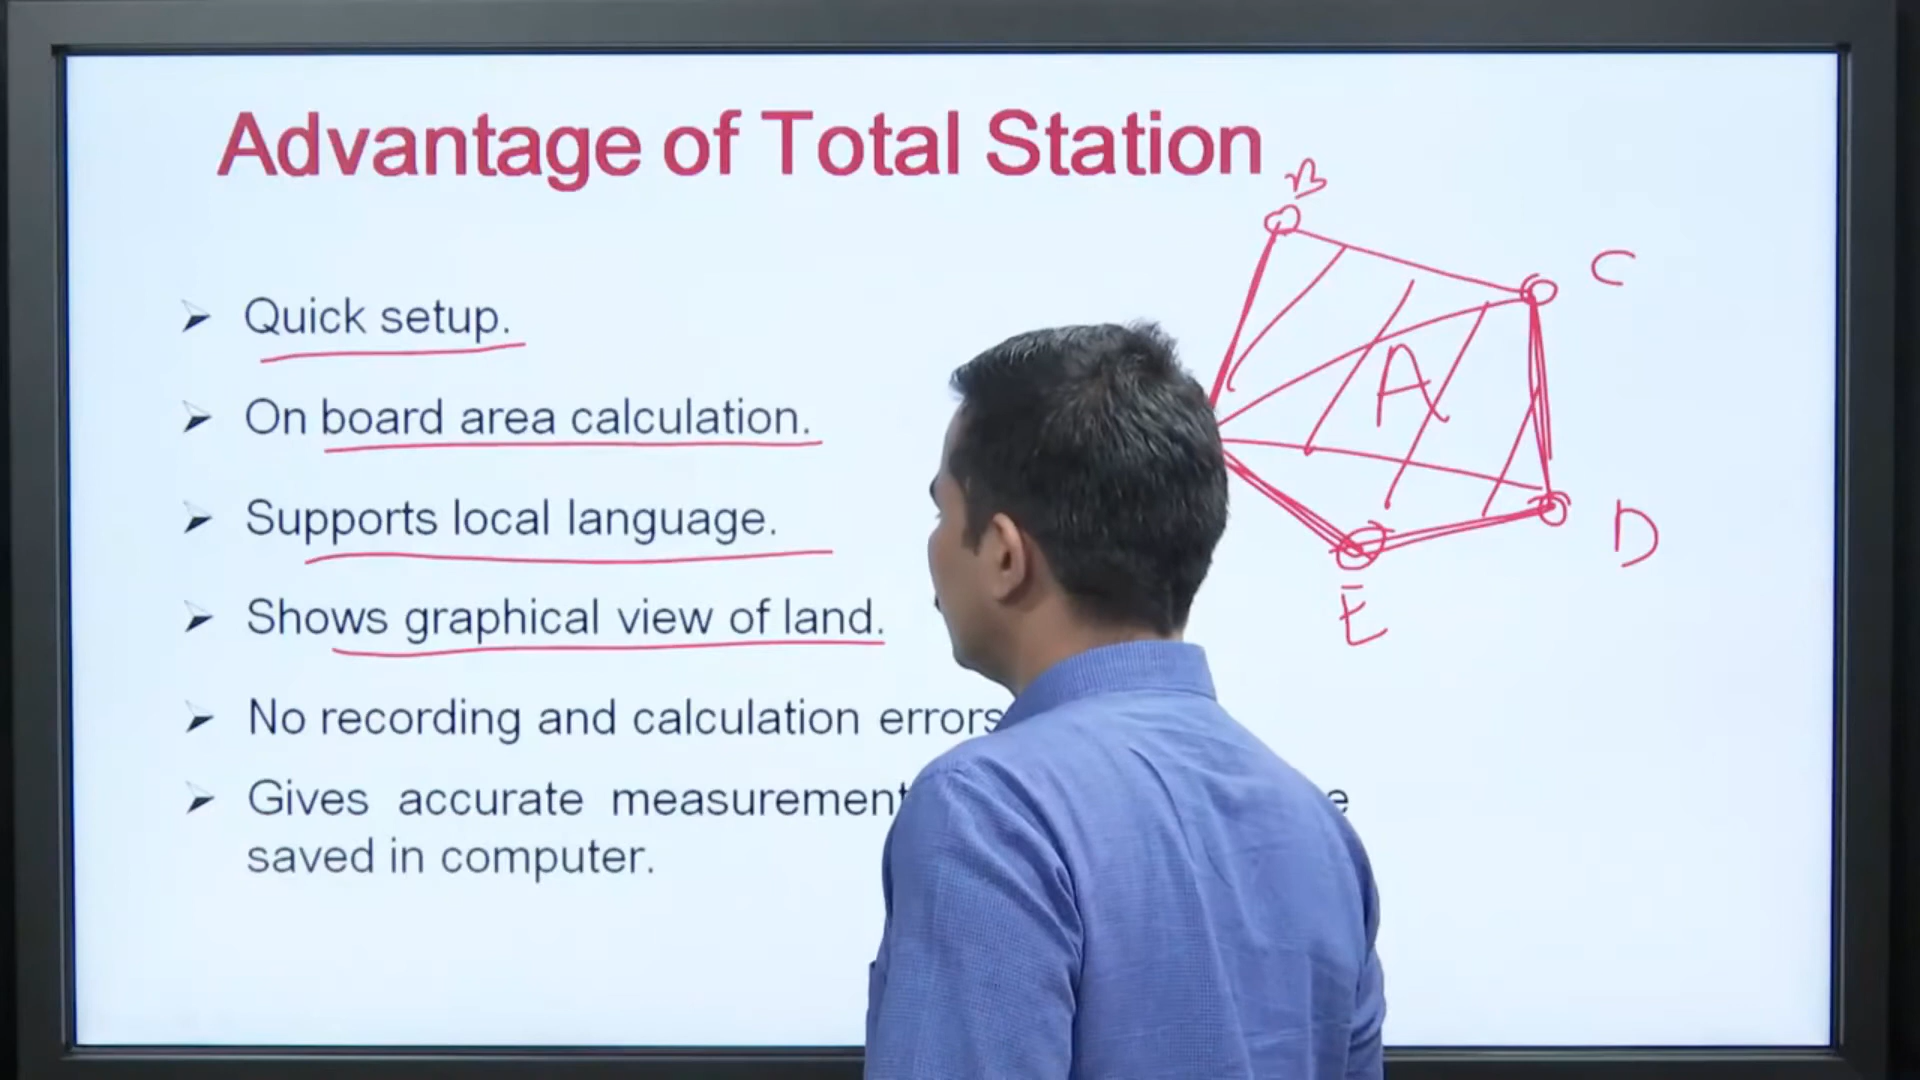 Advantage of Total Station
Quick setup.
On board area calculation.
Supports local language.
Shows graphical view of land.
No recording and calculation errors
Gives accurate measurement
saved in computer.
B
C
A
D
E